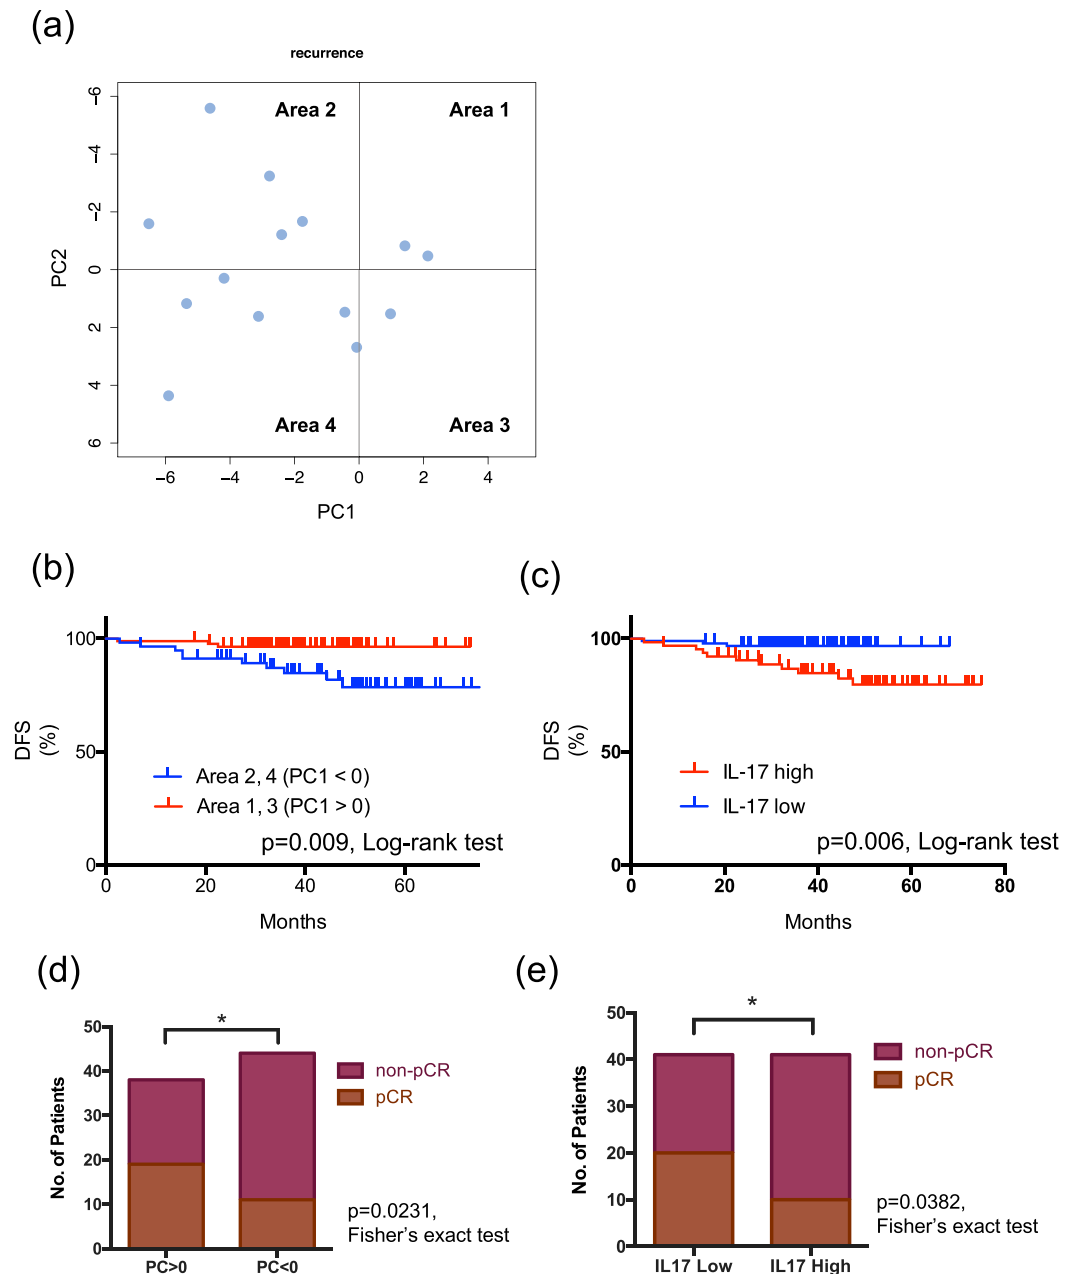 (a)
recurrence
Area 2
Area 1
Area 4
Area 3
PC2
−6
−4
−2
0
2
4
6
−6
−4
−2
0
2
4
PC1
(b)
100
50
0
DFS
(%)
Area 2, 4 (PC1 < 0)
Area 1, 3 (PC1 > 0)
p=0.009, Log-rank test
0
20
40
60
Months
(c)
100
50
0
DFS
(%)
IL-17 high
IL-17 low
p=0.006, Log-rank test
0
20
40
60
80
Months
(d)
*
50
40
30
20
10
0
No. of Patients
non-pCR
pCR
p=0.0231,
Fisher’s exact test
PC>0
PC<0
(e)
*
50
40
30
20
10
0
No. of Patients
non-pCR
pCR
p=0.0382,
Fisher’s exact test
IL17 Low
IL17 High